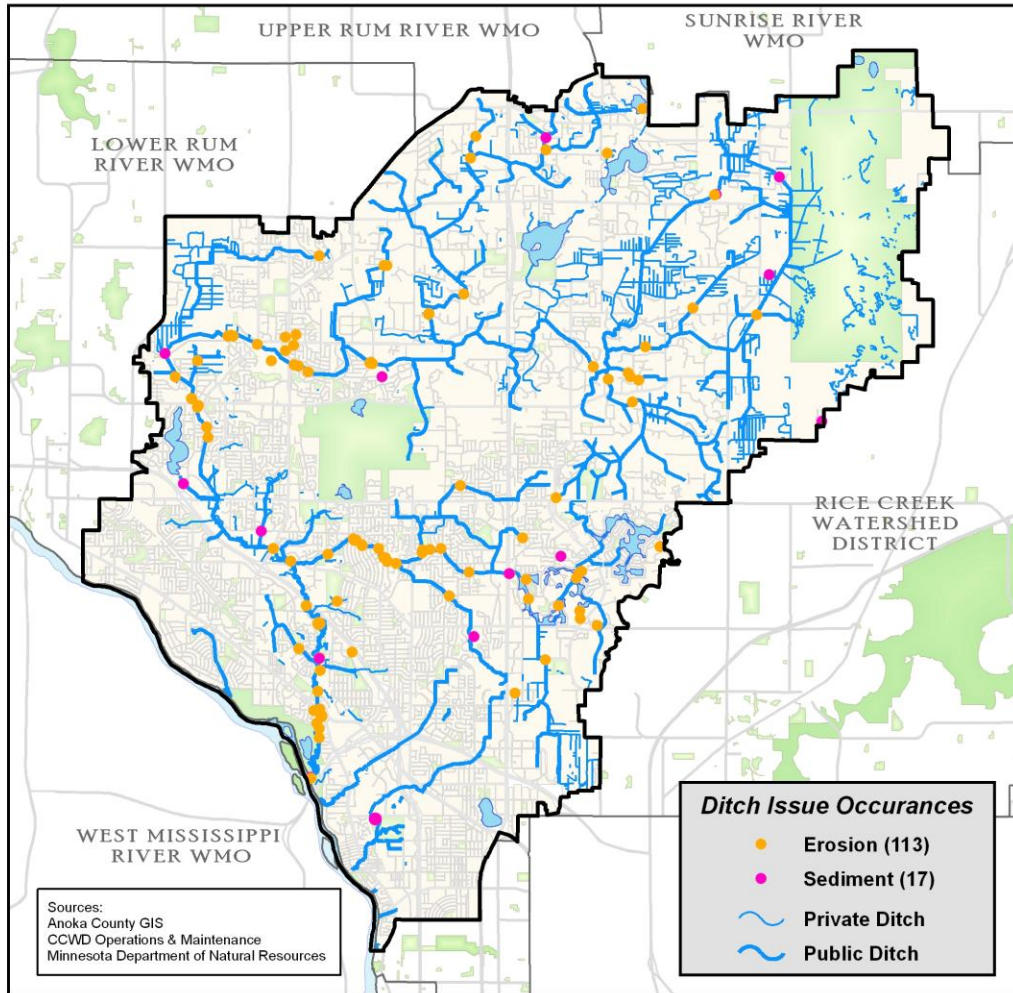 UPPER RUM RIVER WMO
SUNRISE RIVER
WMO
LOWER RUM
RIVER WMO
RICE CREEK
WATERSHED
DISTRICT
WEST MISSISSIPPI
RIVER WMO
Ditch Issue Occurances
Erosion (113)
Sediment (17)
Private Ditch
Public Ditch
Sources:
Anoka County GIS
CCWD Operations & Maintenance
Minnesota Department of Natural Resources